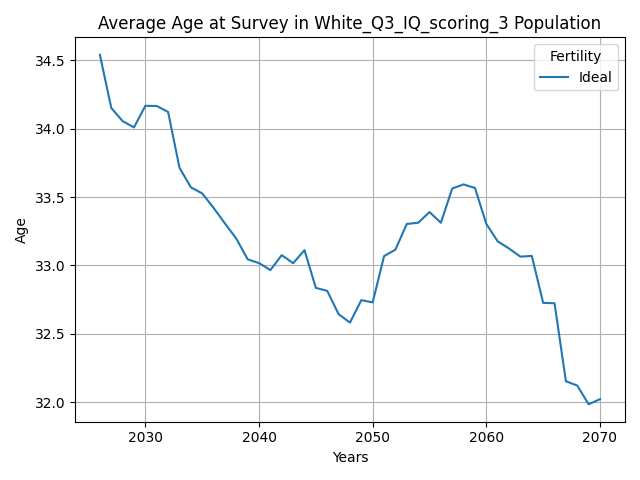 Average Age at Survey in White_Q3_IQ_scoring_3 Population
Fertility
Ideal
34.5
34.0
33.5
33.0
32.5
32.0
Age
2030 2040 2050 2060 2070
Years